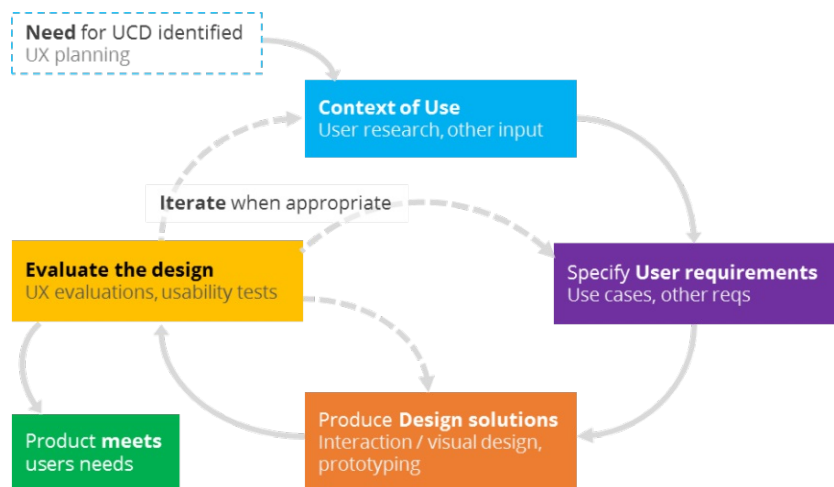 Need for UCD identified
UX planning
Context of Use
User research, other input
Iterate when appropriate
Evaluate the design
UX evaluations, usability tests
Specify User requirements
Use cases, other reqs
Product meets
users needs
Produce Design solutions
Interaction / visual design,
prototyping